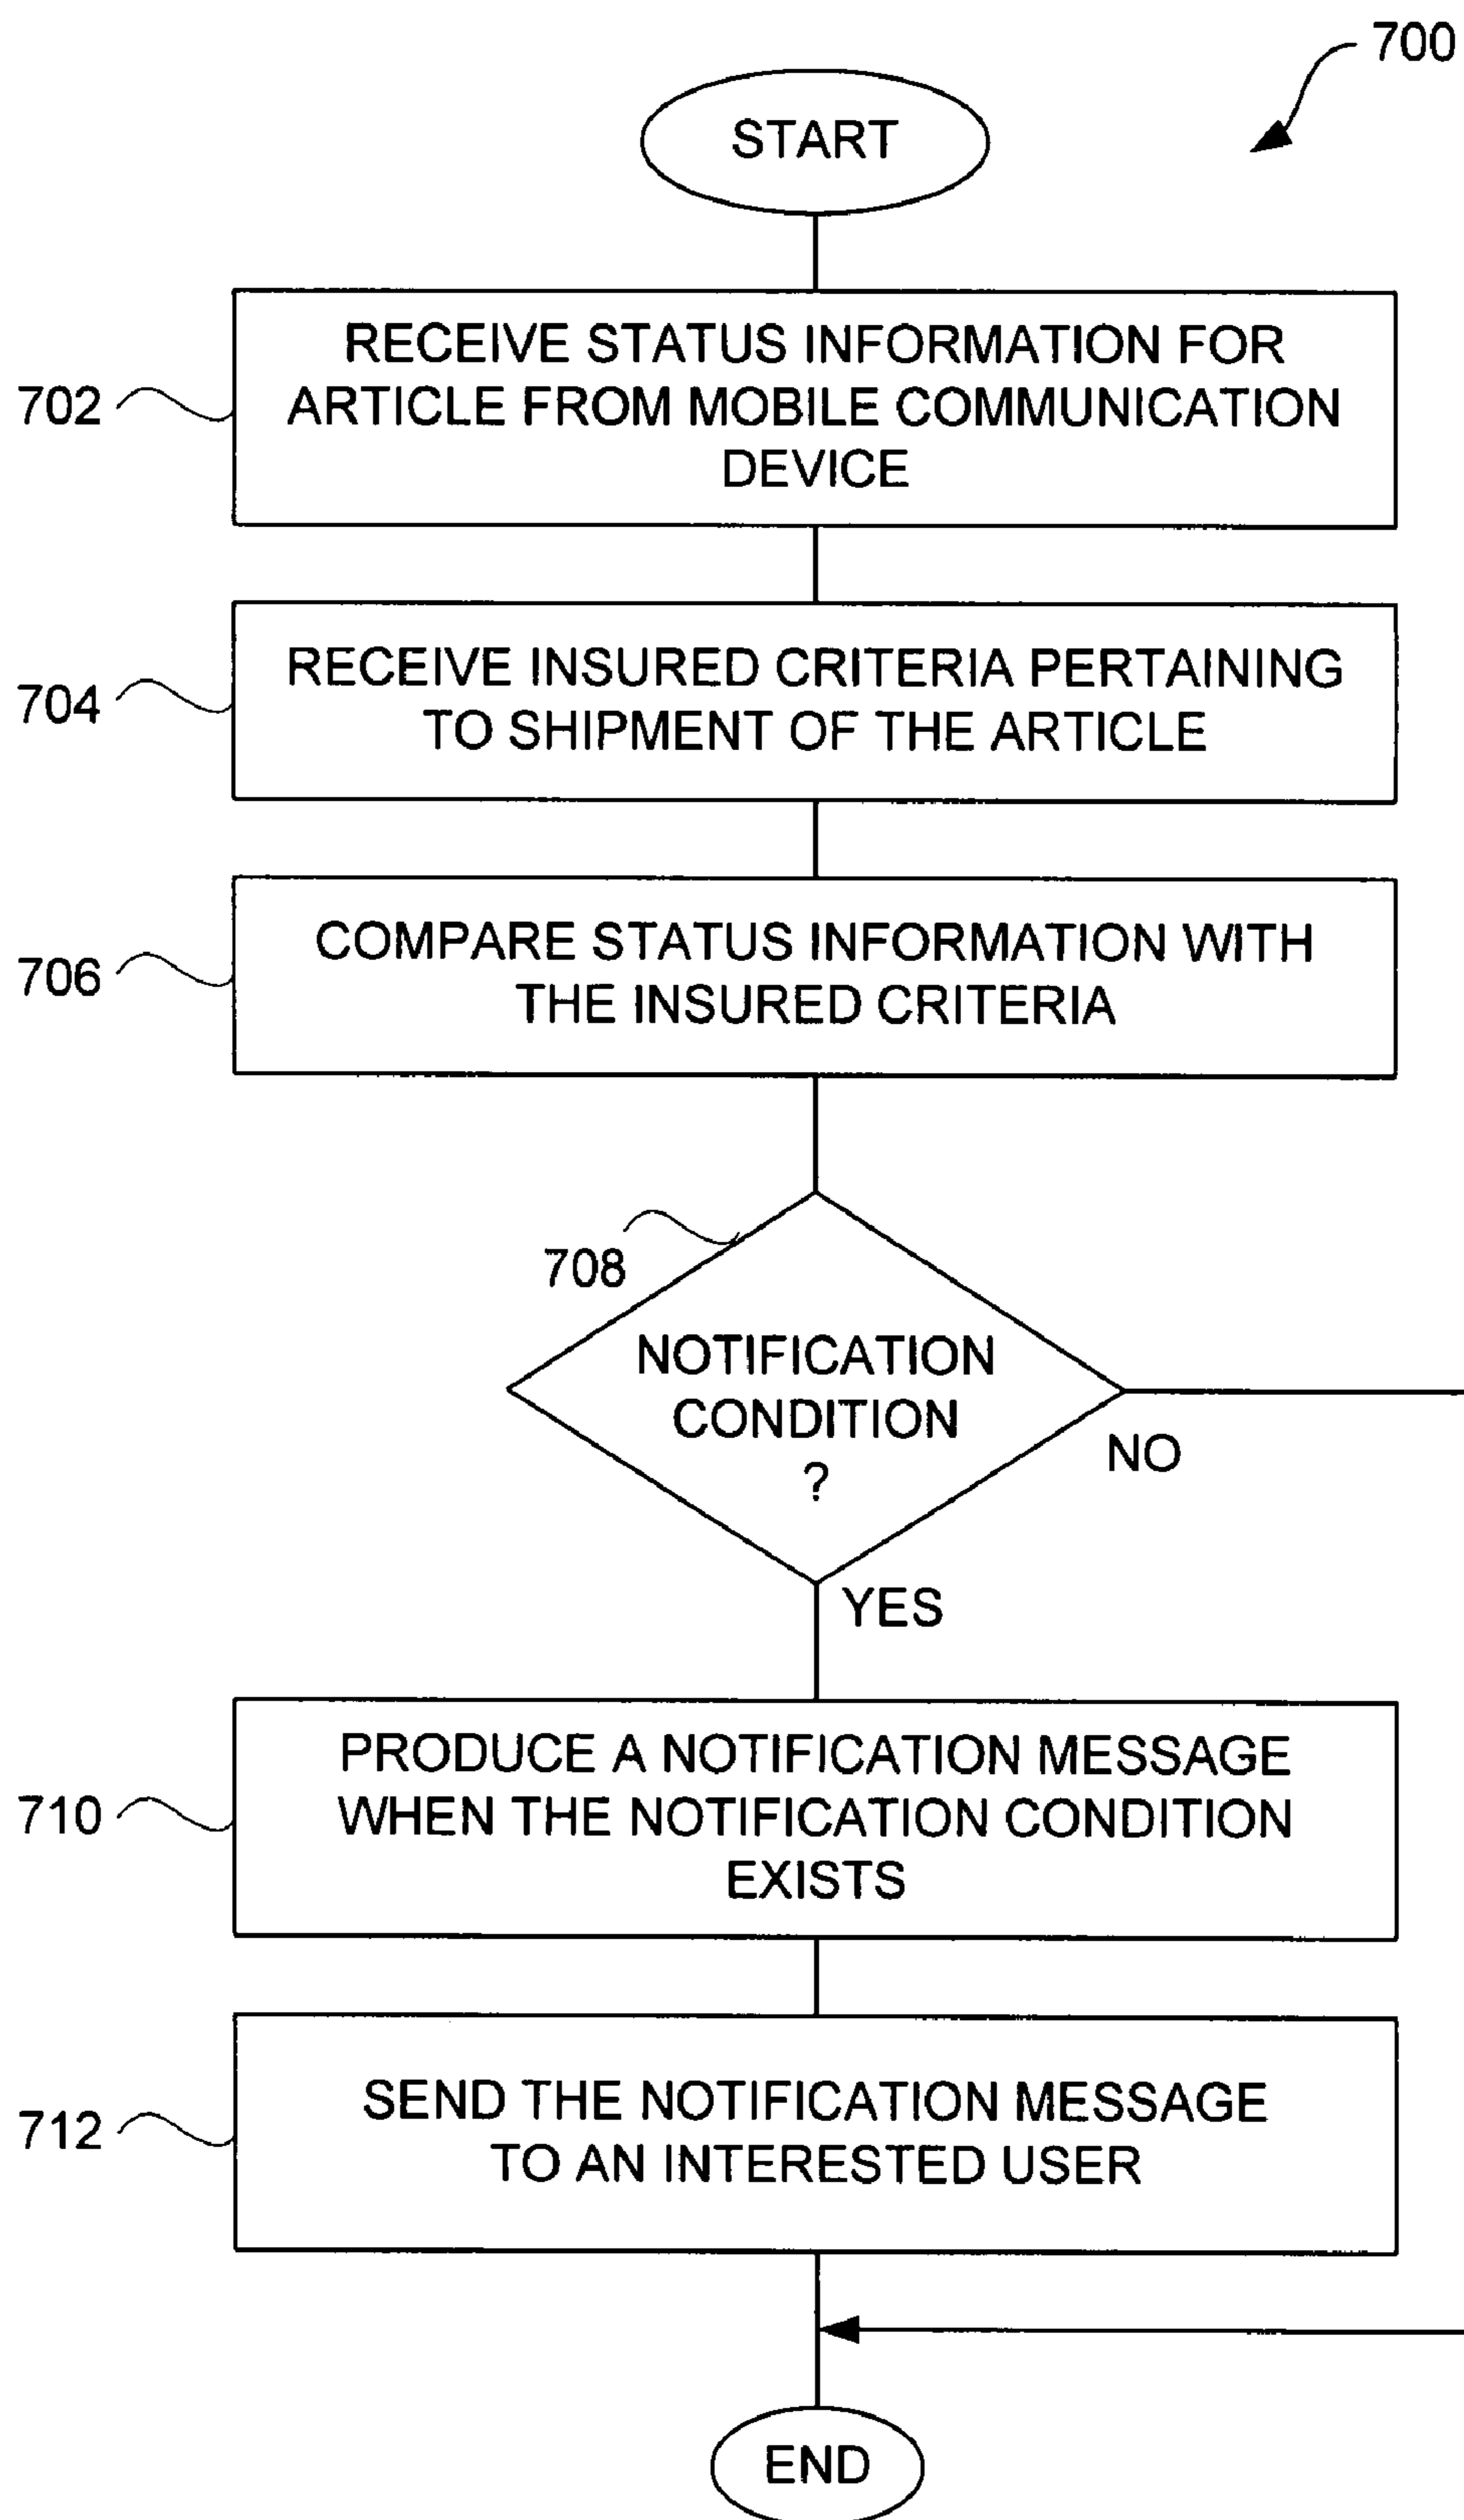 700
START
RECEIVE STATUS INFORMATION FOR
ARTICLE FROM MOBILE COMMUNICATION
DEVICE
702
RECEIVE INSURED CRITERIA PERTAINING
TO SHIPMENT OF THE ARTICLE
704
COMPARE STATUS INFORMATION WITH
THE INSURED CRITERIA
706
708
NOTIFICATION
CONDITION
?
NO
YES
PRODUCE A NOTIFICATION MESSAGE
WHEN THE NOTIFICATION CONDITION
EXISTS
710
SEND THE NOTIFICATION MESSAGE
TO AN INTERESTED USER
712
END